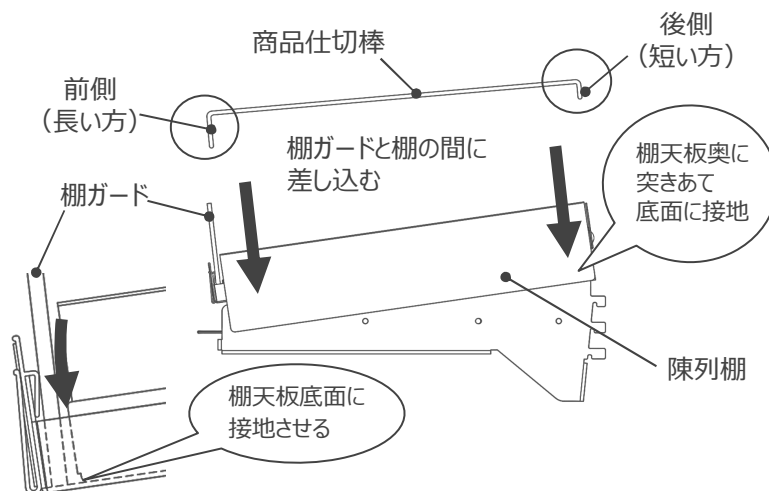 商品仕切棒
後側
（短い方）
前側
（長い方）
棚ガードと棚の間に
差し込む
棚天板奥に
突きあて
底面に接地
棚ガード
陳列棚
棚天板底面に
接地させる